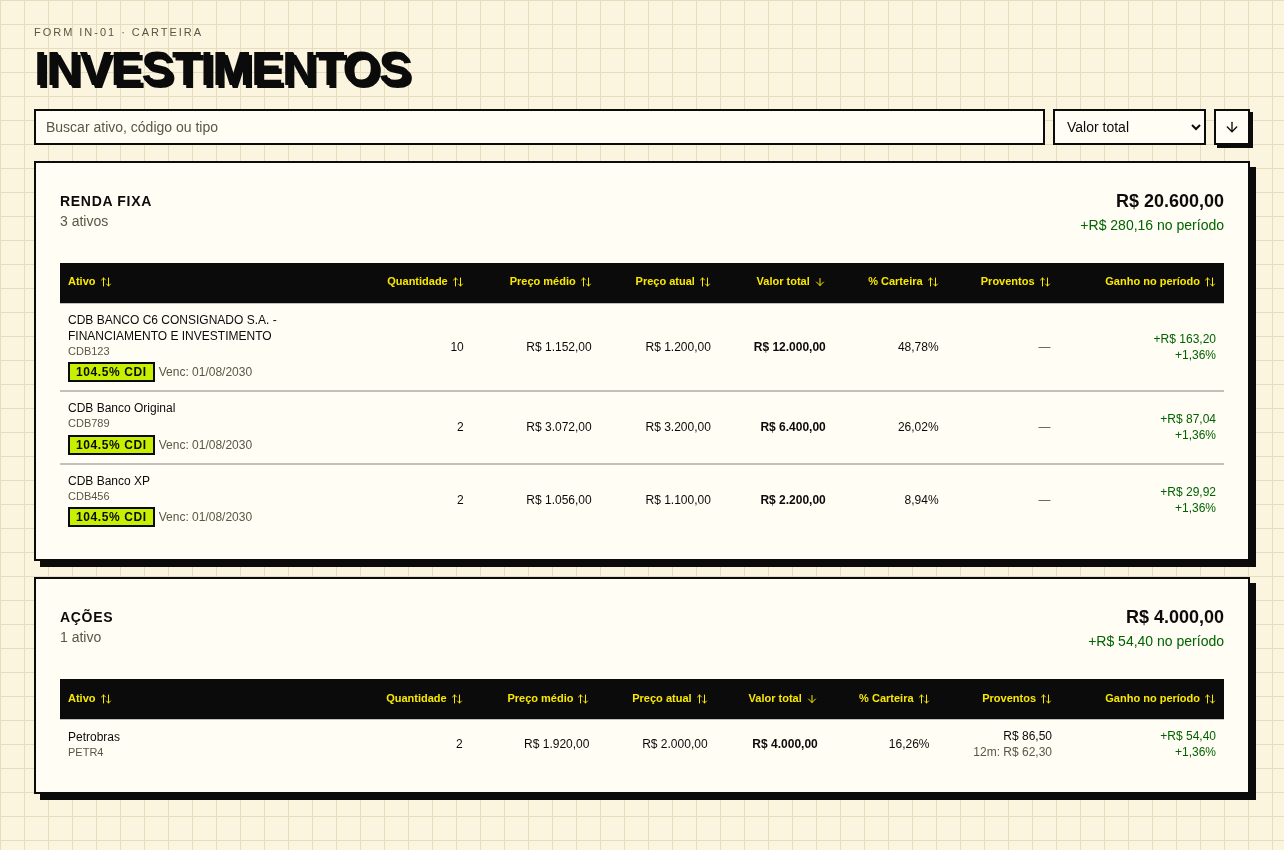 FORM IN-01 · CARTEIRA
INVESTIMENTOS
Buscar ativo, código ou tipo
Valor total
RENDA FIXA
3 ativos
R$ 20.600,00
+R$ 280,16 no período
Ativo Quantidade Preço médio Preço atual Valor total % Carteira Proventos Ganho no período
CDB BANCO C6 CONSIGNADO S.A. -
FINANCIAMENTO E INVESTIMENTO
CDB123
104.5% CDI Venc: 01/08/2030
10 R$ 1.152,00 R$ 1.200,00 R$ 12.000,00 48,78% — +R$ 163,20
+1,36%
CDB Banco Original
CDB789
104.5% CDI Venc: 01/08/2030
2 R$ 3.072,00 R$ 3.200,00 R$ 6.400,00 26,02% — +R$ 87,04
+1,36%
CDB Banco XP
CDB456
104.5% CDI Venc: 01/08/2030
2 R$ 1.056,00 R$ 1.100,00 R$ 2.200,00 8,94% — +R$ 29,92
+1,36%
AÇÕES
1 ativo
R$ 4.000,00
+R$ 54,40 no período
Ativo Quantidade Preço médio Preço atual Valor total % Carteira Proventos Ganho no período
Petrobras
PETR4
2 R$ 1.920,00 R$ 2.000,00 R$ 4.000,00 16,26% R$ 86,50 +R$ 54,40
12m: R$ 62,30 +1,36%